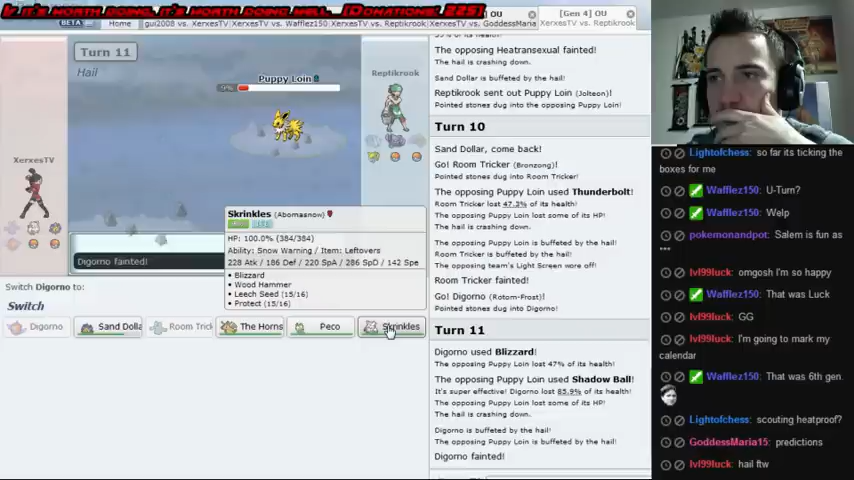 If it's worth doing, it's worth doing well. [Donations: 225]
BETA
Home
gui2008 vs. XerxesTV
XerxesTV vs. Wafflez150
XerxesTV vs. Reptikrook
XerxesTV vs. GoddessMaria
OU
[Gen 4] OU
XerxesTV vs. Reptikrook
Turn 11
Hail
Puppy Loin
9%
Reptikrook
XerxesTV
Skrinkles (Abomasnow)
HP: 100.0% (384/384)
Ability: Snow Warning / Item: Leftovers
228 Atk / 186 Def / 220 SpA / 286 SpD / 142 Spe
• Blizzard
• Wood Hammer
• Leech Seed (15/16)
• Protect (15/16)
Digorno fainted!
Switch Digorno to:
Switch
Digorno
Sand Dolla
Room Trick
The Horns
Peco
Skrinkles
The opposing Heatransexual fainted!
The hail is crashing down.
Sand Dollar is buffeted by the hail!
Reptikrook sent out Puppy Loin (Jolteon)!
Pointed stones dug into the opposing Puppy Loin!
Turn 10
Sand Dollar, come back!
Go! Room Tricker (Bronzong)!
Pointed stones dug into Room Tricker!
The opposing Puppy Loin used Thunderbolt!
Room Tricker lost 47.3% of its health!
The opposing Puppy Loin lost some of its HP!
The hail is crashing down.
The opposing Puppy Loin is buffeted by the hail!
Room Tricker is buffeted by the hail!
The opposing team's Light Screen wore off!
Room Tricker fainted!
Go! Digorno (Rotom-Frost)!
Pointed stones dug into Digorno!
Turn 11
Digorno used Blizzard!
The opposing Puppy Loin lost 47% of its health!
The opposing Puppy Loin used Shadow Ball!
It's super effective! Digorno lost 85.9% of its health!
The opposing Puppy Loin lost some of its HP!
The hail is crashing down.
Digorno is buffeted by the hail!
The opposing Puppy Loin is buffeted by the hail!
Digorno fainted!
Lightofchess: so far its ticking the
boxes for me
Wafflez150: U-Turn?
Wafflez150: Welp
pokemonandpot: Salem is fun as
***
lvl99luck: omgosh I'm so happy
Wafflez150: That was Luck
lvl99luck: GG
lvl99luck: I'm going to mark my
calendar
Wafflez150: That was 6th gen.
Lightofchess: scouting heatproof?
GoddessMaria15: predictions
lvl99luck: hail ftw